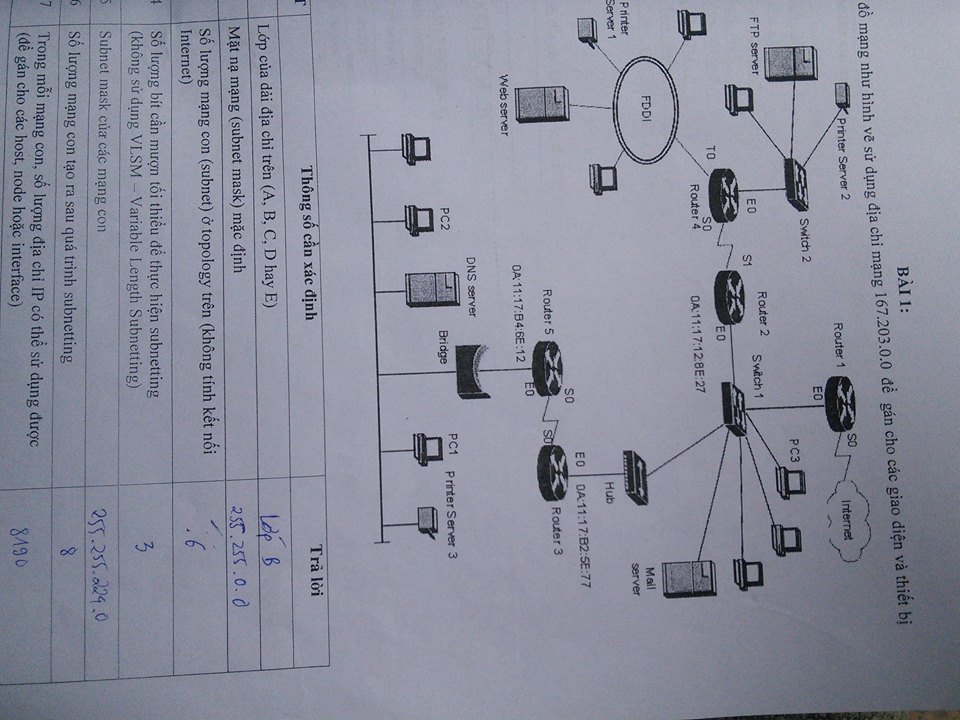 BÀI 1:
đồ mạng như hình vẽ sử dụng địa chỉ mạng 167.203.0.0 để gán cho các giao diện và thiết bị
FTP server
Printer Server 2
Switch 2
Printer
Server 1
FDDI
Web server
T0
E0
Router 4
S0
S1
Router 2
E0
0A:11:17:12:8E:27
Router 1
E0
S0
Internet
Switch 1
PC3
Mail
server
Hub
E0
0A:11:17:B2:5E:77
Router 3
S0
S0
Router 5
0A:11:17:B4:6E:12
E0
Bridge
PC2
DNS server
PC1
Printer Server 3
T
Thông số cần xác định
Trả lời
Lớp của dải địa chỉ trên (A, B, C, D hay E)
Lớp B
Mặt nạ mạng (subnet mask) mặc định
255.255.0.0
Số lượng mạng con (subnet) ở topology trên (không tính kết nối
Internet)
6
4
Số lượng bít cần mượn tối thiểu để thực hiện subnetting
(không sử dụng VLSM – Variable Length Subnetting)
3
5
Subnet mask của các mạng con
255.255.224.0
6
Số lượng mạng con tạo ra sau quá trình subnetting
8
7
Trong mỗi mạng con, số lượng địa chỉ IP có thể sử dụng được
(để gán cho các host, node hoặc interface)
8190